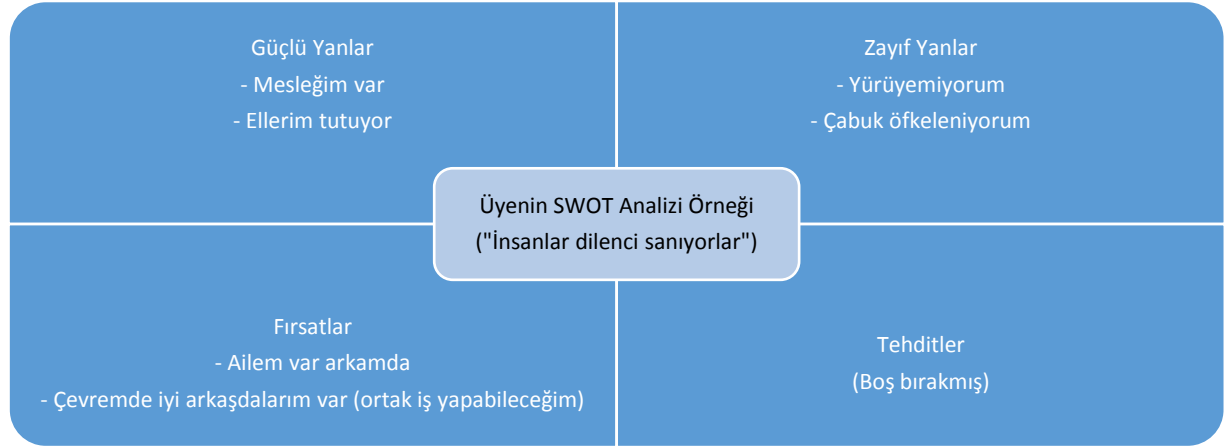 Güçlü Yanlar
- Mesleğim var
- Ellerim tutuyor
Zayıf Yanlar
- Yürüyemiyorum
- Çabuk öfkeleniyorum
Üyenin SWOT Analizi Örneği
("İnsanlar dilenci sanıyorlar")
Fırsatlar
- Ailem var arkamda
- Çevremde iyi arkaşdalarım var (ortak iş yapabileceğim)
Tehditler
(Boş bırakmış)